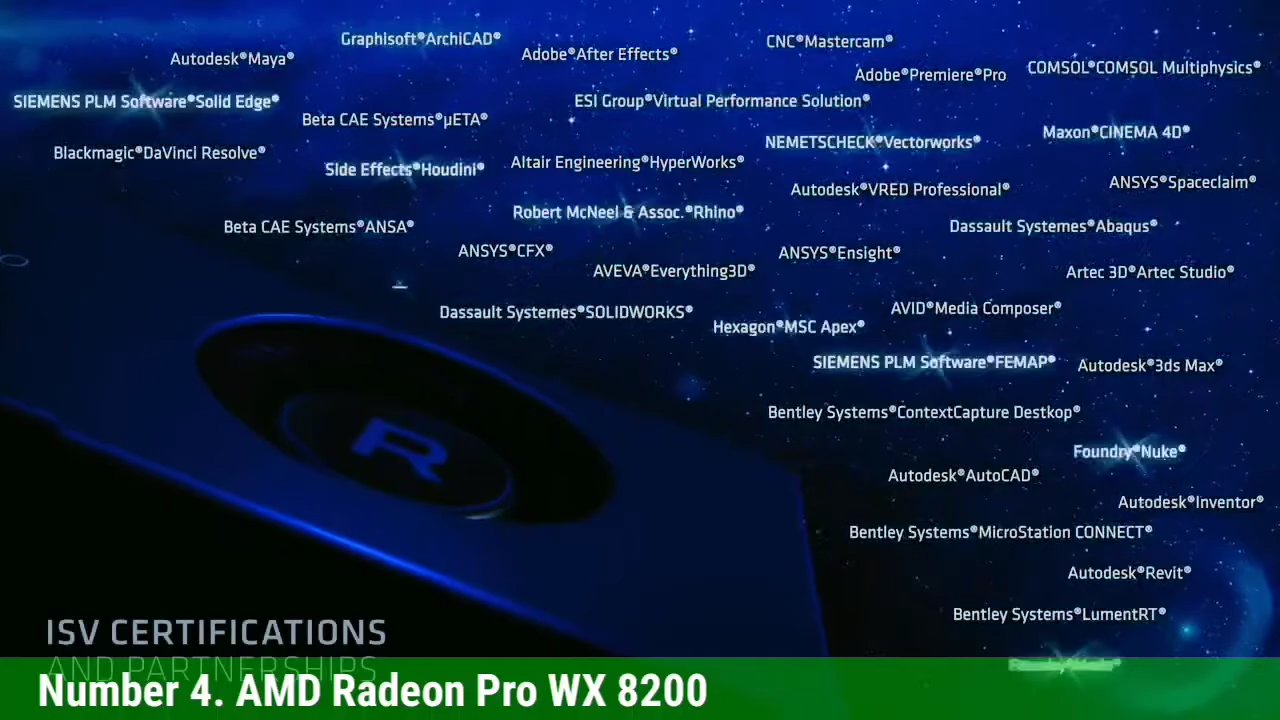 Graphisoft®ArchiCAD®
CNC®Mastercam®
Adobe®After Effects®
Autodesk®Maya®
COMSOL®COMSOL Multiphysics®
Adobe®Premiere®Pro
SIEMENS PLM Software®Solid Edge®
ESI Group®Virtual Performance Solution®
Beta CAE Systems®µETA®
Maxon®CINEMA 4D®
NEMETSCHECK®Vectorworks®
Blackmagic®DaVinci Resolve®
Altair Engineering®HyperWorks®
Side Effects®Houdini®
ANSYS®Spaceclaim®
Autodesk®VRED Professional®
Robert McNeel & Assoc.®Rhino®
Beta CAE Systems®ANSA®
Dassault Systemes®Abaqus®
ANSYS®CFX®
ANSYS®Ensight®
AVEVA®Everything3D®
Artec 3D®Artec Studio®
AVID®Media Composer®
Dassault Systemes®SOLIDWORKS®
Hexagon®MSC Apex®
SIEMENS PLM Software®FEMAP®
Autodesk®3ds Max®
Bentley Systems®ContextCapture Destkop®
Foundry®Nuke®
R
Autodesk®AutoCAD®
Autodesk®Inventor®
Bentley Systems®MicroStation CONNECT®
Autodesk®Revit®
Bentley Systems®LumentRT®
ISV CERTIFICATIONS
AND PARTNERSHIPS
Number 4. AMD Radeon Pro WX 8200